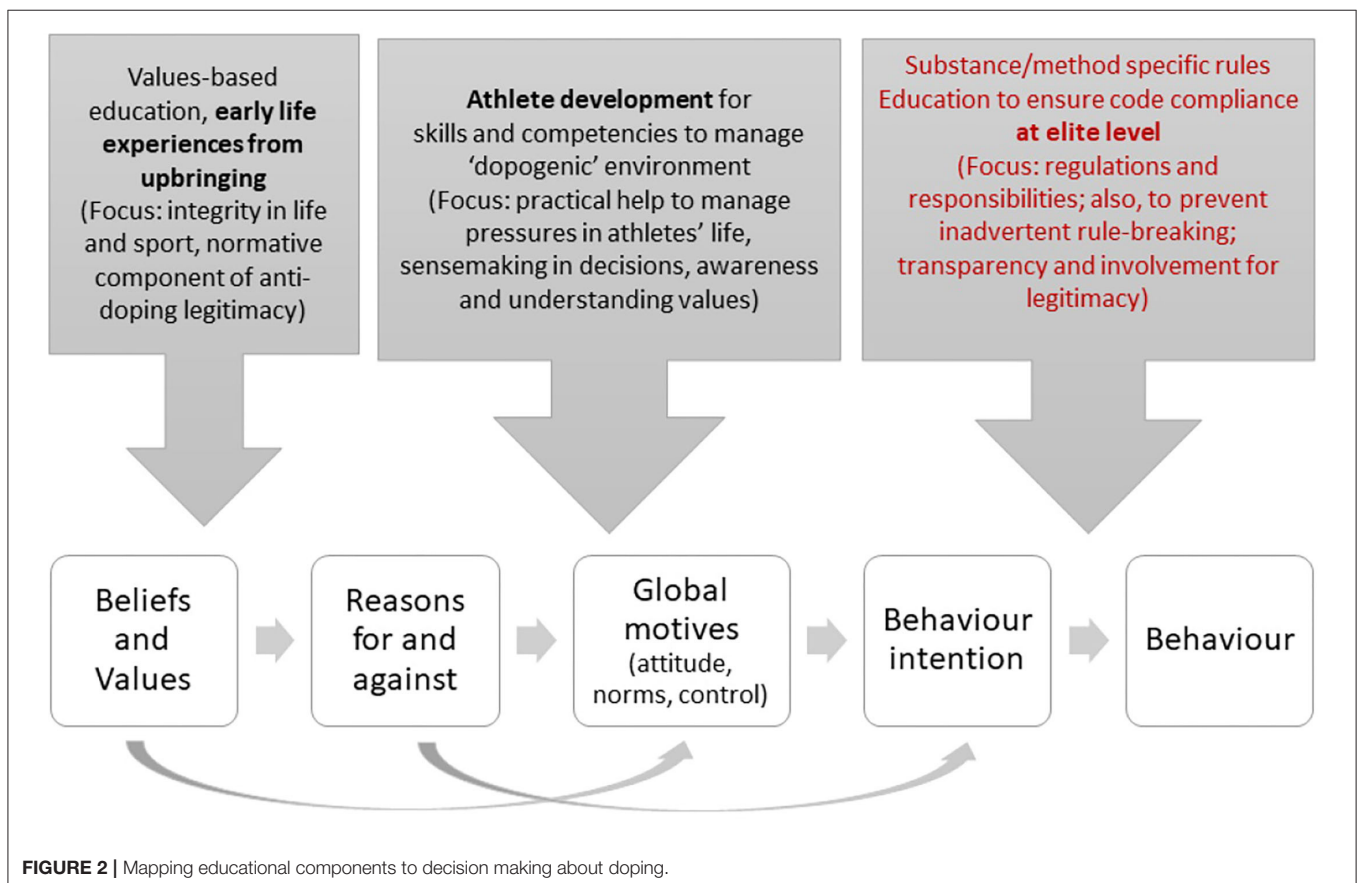 Values-based
education, early life
experiences from
upbringing
(Focus: integrity in life
and sport, normative
component of anti-
doping legitimacy)
Athlete development for
skills and competencies to manage
‘dopogenic’ environment
(Focus: practical help to manage
pressures in athletes’ life,
sensemaking in decisions, awareness
and understanding values)
Substance/method specific rules
Education to ensure code compliance
at elite level
(Focus: regulations and
responsibilities; also, to prevent
inadvertent rule-breaking;
transparency and involvement for
legitimacy)
Beliefs
and
Values
Reasons
for and
against
Global
motives
(attitude,
norms, control)
Behaviour
intention
Behaviour
FIGURE 2 | Mapping educational components to decision making about doping.